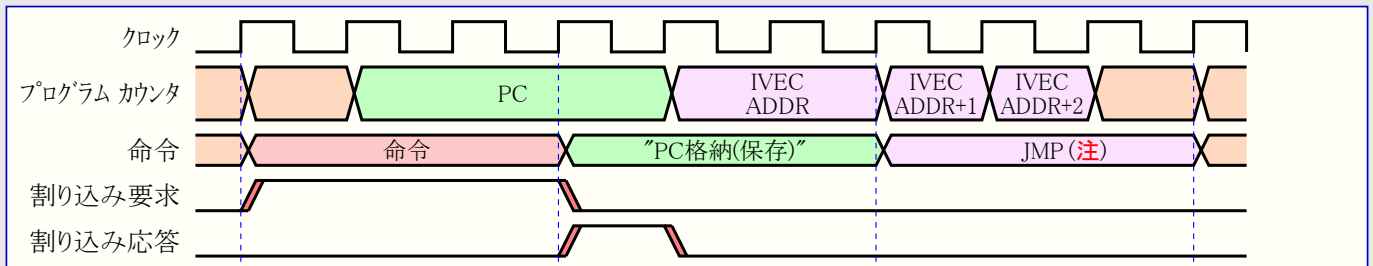 クロック
プログラム カウンタ
PC
IVEC
ADDR
IVEC
ADDR+1
IVEC
ADDR+2
命令
命令
"PC格納(保存)"
JMP(注)
割り込み要求
割り込み応答